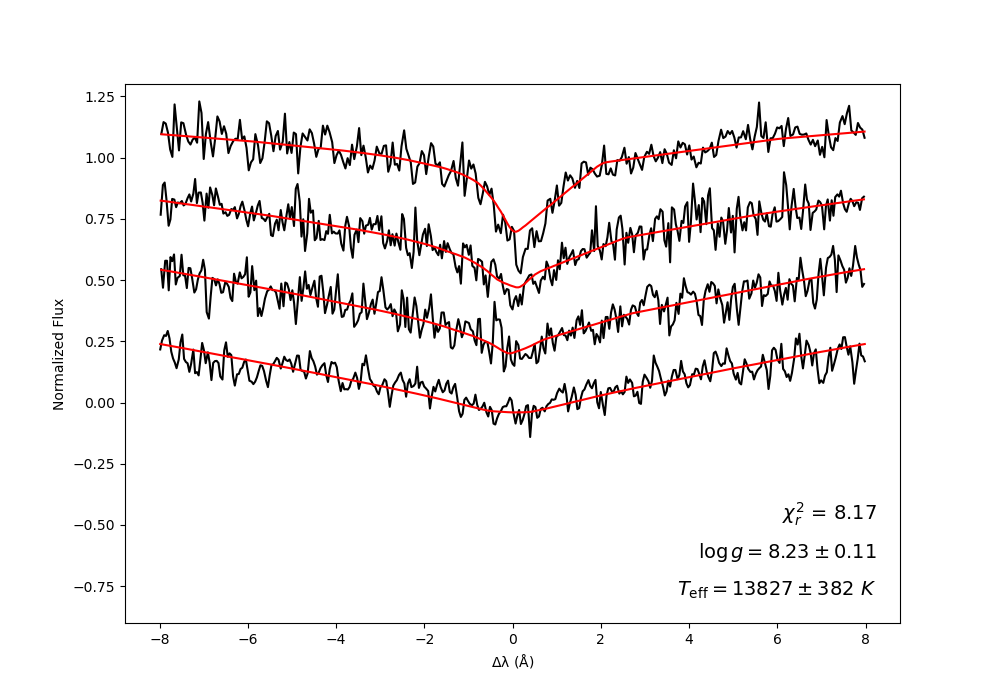 1.25
1.00
0.75
0.50
0.25
0.00
−0.25
−0.50
−0.75
Normalized Flux
χ²ᵣ = 8.17
log g = 8.23 ± 0.11
T_eff = 13827 ± 382 K
−8 −6 −4 −2 0 2 4 6 8
Δλ (Å)